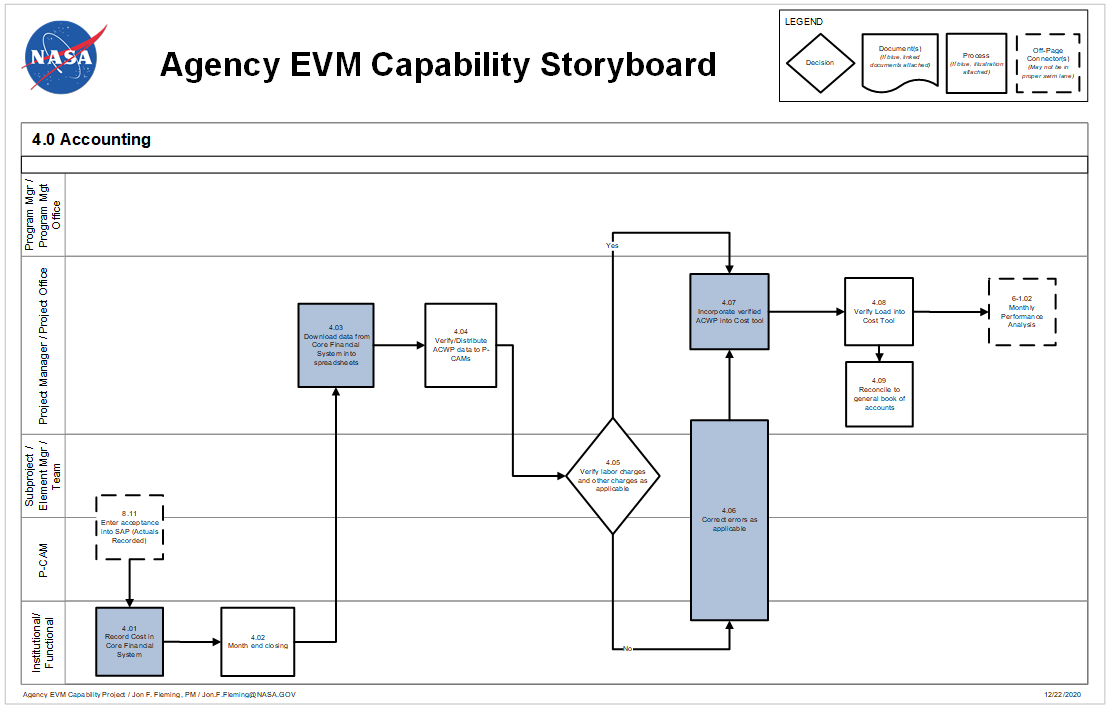 NASA
Agency EVM Capability Storyboard
LEGEND
Decision
Document(s)
(If blue, linked
documents attached)
Process
(If blue, illustration
attached)
Off-Page
Connector(s)
(May not be in
proper swim lane)
4.0 Accounting
Program Mgr /
Program Mgt
Office
Project Manager / Project Office
Subproject /
Element Mgr /
Team
P-CAM
Institutional/
Functional
8.11
Enter acceptance
into SAP (Actuals
Recorded)
4.01
Record Cost in
Core Financial
System
4.02
Month end closing
4.03
Download data from
Core Financial
System into
spreadsheets
4.04
Verify/Distribute
ACWP data to P-
CAMs
4.05
Verify labor charges
and other charges as
applicable
Yes
No
4.06
Correct errors as
applicable
4.07
Incorporate verified
ACWP into Cost tool
4.08
Verify Load into
Cost Tool
4.09
Reconcile to
general book of
accounts
6-1.02
Monthly
Performance
Analysis
Agency EVM Capability Project / Jon F. Fleming, PM / Jon.F.Fleming@NASA.GOV
12/22/2020